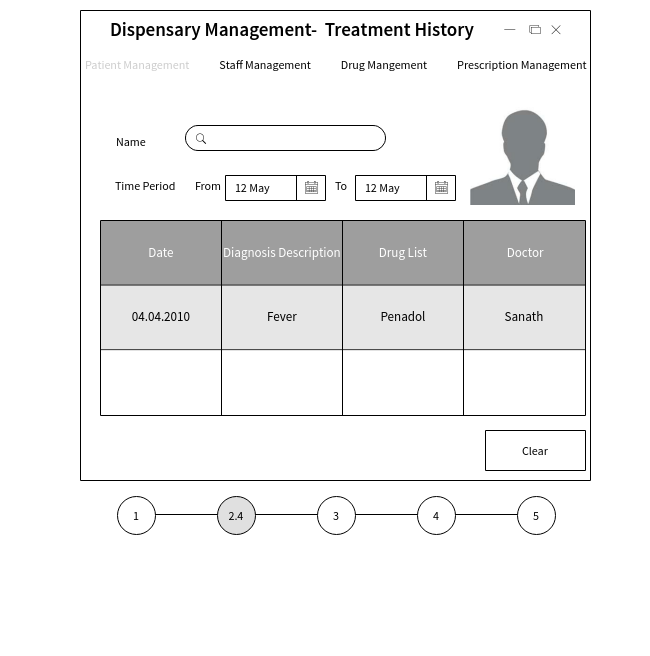 Dispensary Management-  Treatment History
Patient Management Staff Management Drug Mangement Prescription Management
Name
Time Period From 12 May To 12 May
Date Diagnosis Description Drug List Doctor
04.04.2010 Fever Penadol Sanath
Clear
1 2.4 3 4 5